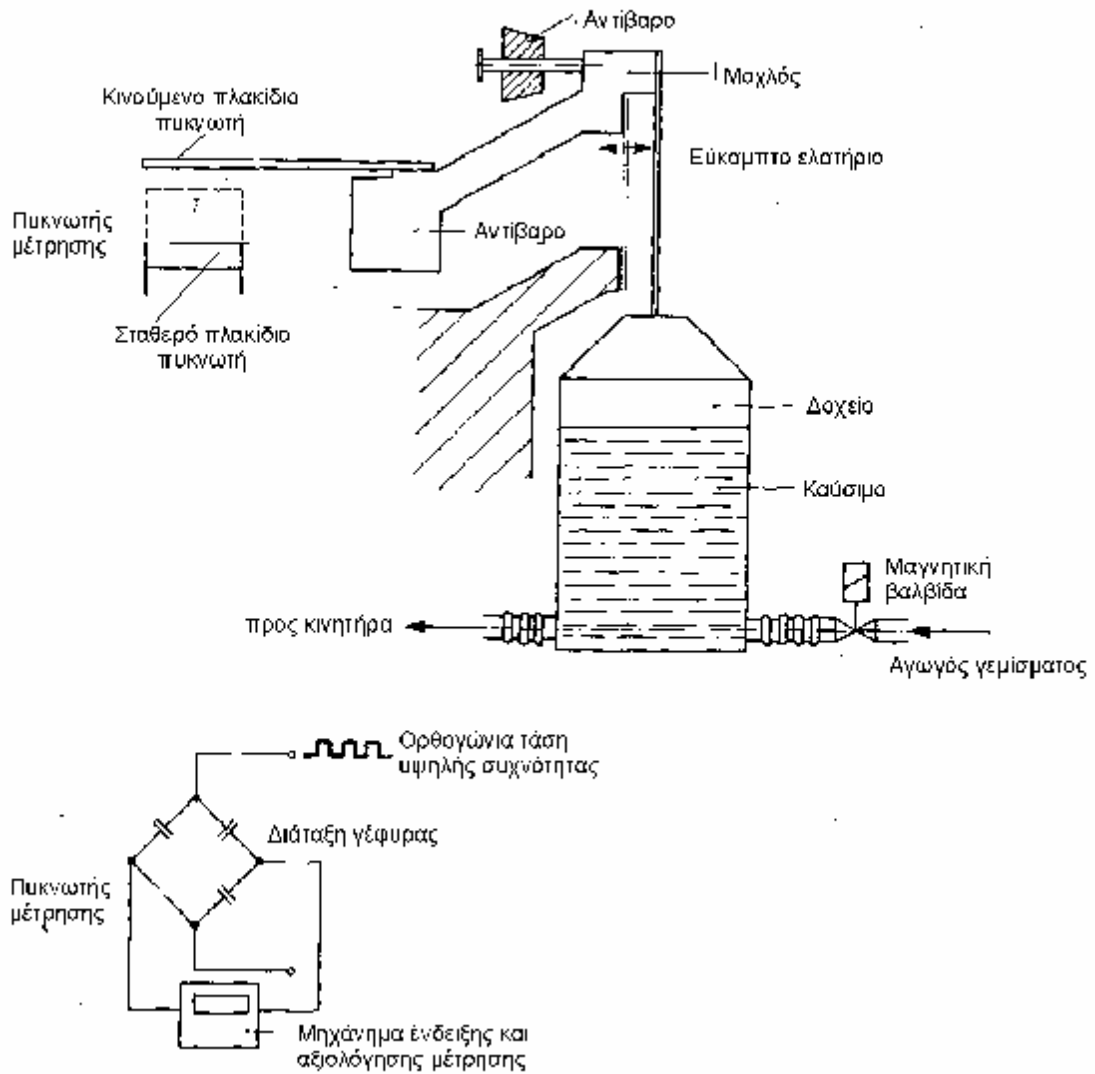 Αντίβαρο
Μοχλός
Κινούμενο πλακίδιο
πυκνωτή
Εύκαμπτο ελατήριο
Πυκνωτής
μέτρησης
Αντίβαρο
Σταθερό πλακίδιο
πυκνωτή
Δοχείο
Καύσιμο
Μαγνητική
βαλβίδα
προς κινητήρα
Αγωγός γεμίσματος
Ορθογώνια τάση
υψηλής συχνότητας
Διάταξη γέφυρας
Πυκνωτής
μέτρησης
Μηχάνημα ένδειξης και
αξιολόγησης μέτρησης